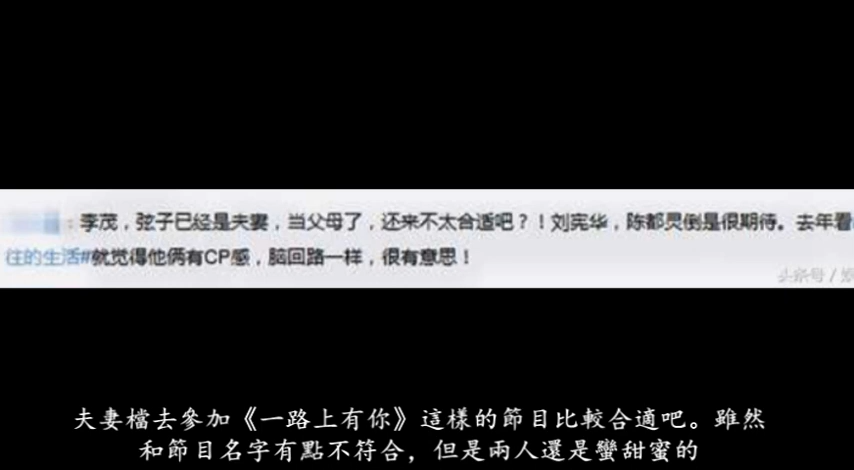 ：李茂，弦子已经是夫妻，当父母了，还来不太合适吧？！刘宪华，陈都灵倒是很期待。去年看
往的生活#就觉得他俩有CP感，脑回路一样，很有意思！
头条号 /
夫妻檔去參加《一路上有你》這樣的節目比較合適吧。雖然
和節目名字有點不符合，但是兩人還是蠻甜蜜的